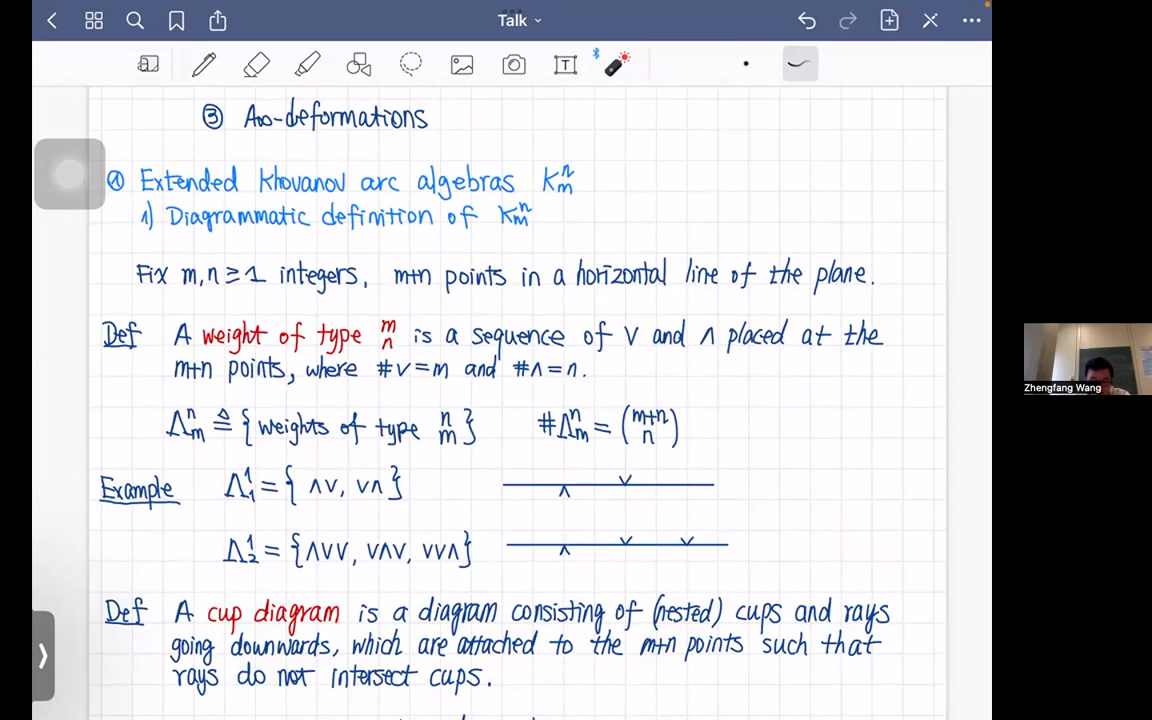 Talk
③ A∞-deformations
① Extended Khovanov arc algebras K^n_m
1) Diagrammatic definition of K^n_m
Fix m,n ≥ 1 integers, m+n points in a horizontal line of the plane.
Def A weight of type m n is a sequence of ∨ and ∧ placed at the
m+n points, where #∨=m and #∧=n.
Λ^n_m ≜ {weights of type n m} #Λ^n_m = (m+n n)
Example Λ^1_1 = { ∧∨, ∨∧ } ∧ ∨
Λ^1_2 = {∧∨∨, ∨∧∨, ∨∨∧} ∧ ∨ ∨
Def A cup diagram is a diagram consisting of (nested) cups and rays
going downwards, which are attached to the m+n points such that
rays do not intersect cups.
Zhengfang Wang